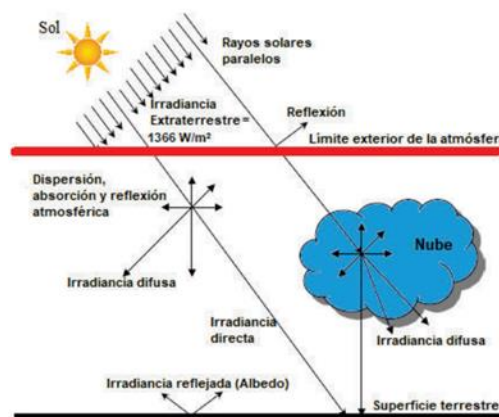 Sol
Rayos solares
paralelos
Irradiancia
Extraterrestre =
1366 W/m²
Reflexión
Límite exterior de la atmósfer
Dispersión,
absorción y reflexión
atmosférica
Nube
Irradiancia difusa
Irradiancia
directa
Irradiancia difusa
Irradiancia reflejada (Albedo)
Superficie terrestre